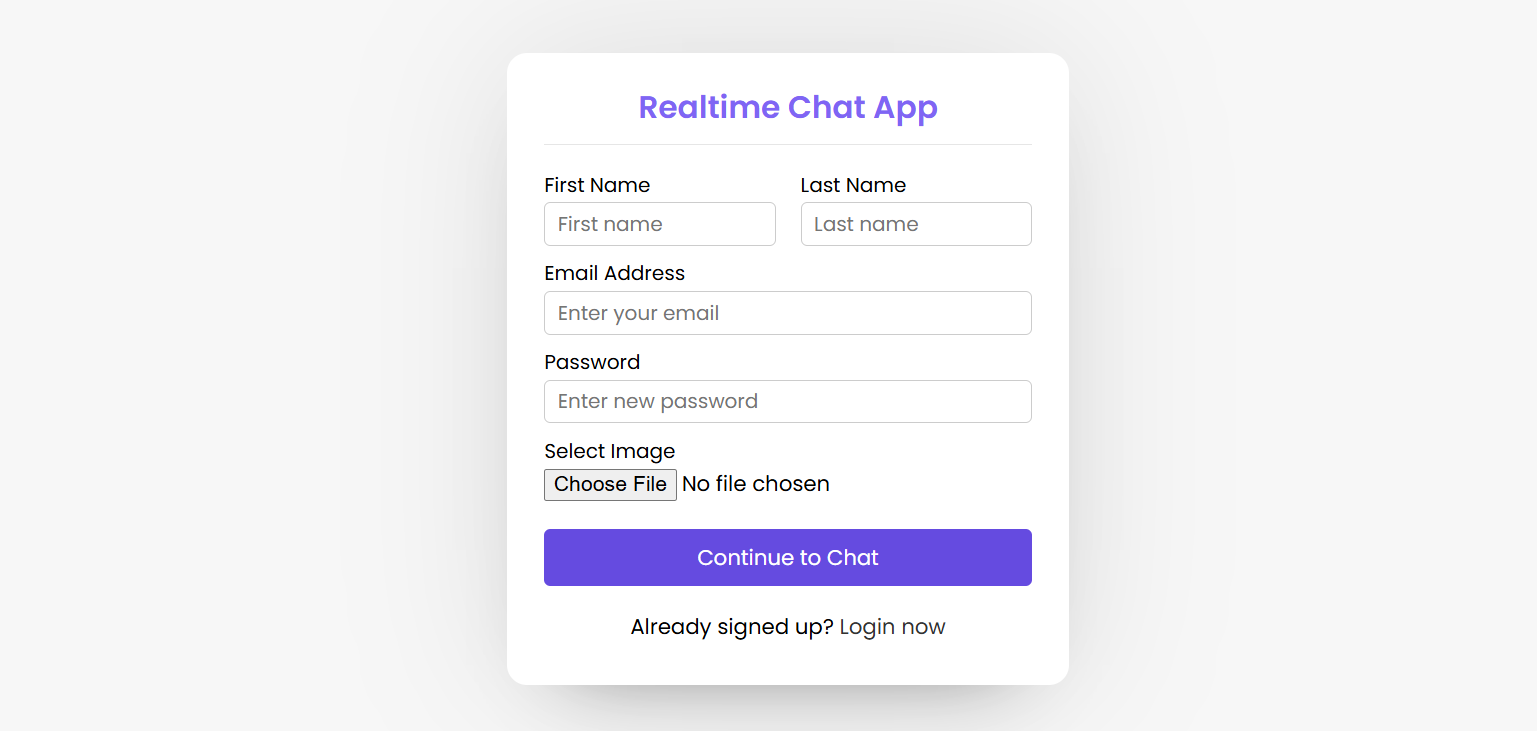 Realtime Chat App
First Name Last Name
First name Last name
Email Address
Enter your email
Password
Enter new password
Select Image
Choose File No file chosen
Continue to Chat
Already signed up? Login now